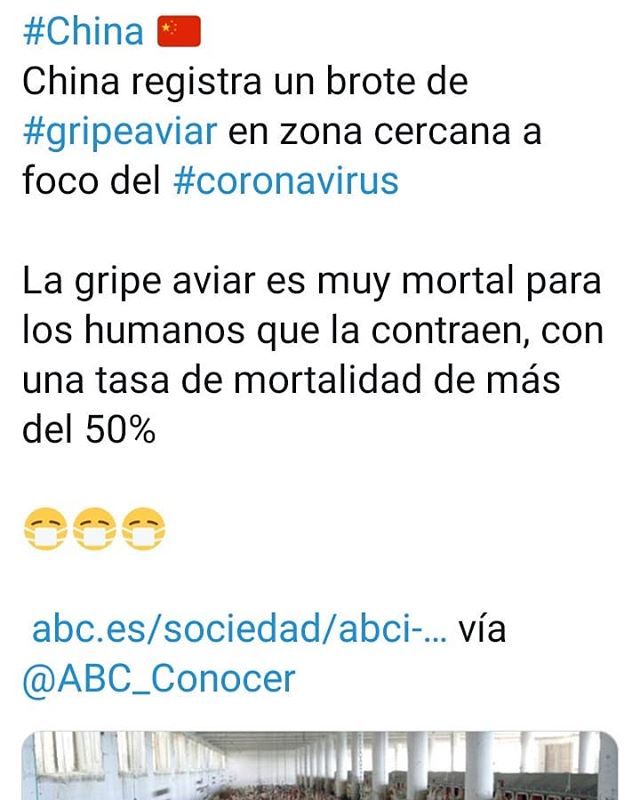 #China 🇨🇳
China registra un brote de
#gripeaviar en zona cercana a
foco del #coronavirus
La gripe aviar es muy mortal para
los humanos que la contraen, con
una tasa de mortalidad de más
del 50%
😷😷😷
abc.es/sociedad/abci-... vía
@ABC_Conocer